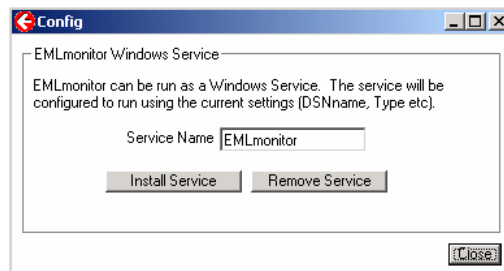 Config
EMLmonitor Windows Service
EMLmonitor can be run as a Windows Service.  The service will be
configured to run using the current settings (DSNname, Type etc).
Service Name EMLmonitor
Install Service Remove Service
Close